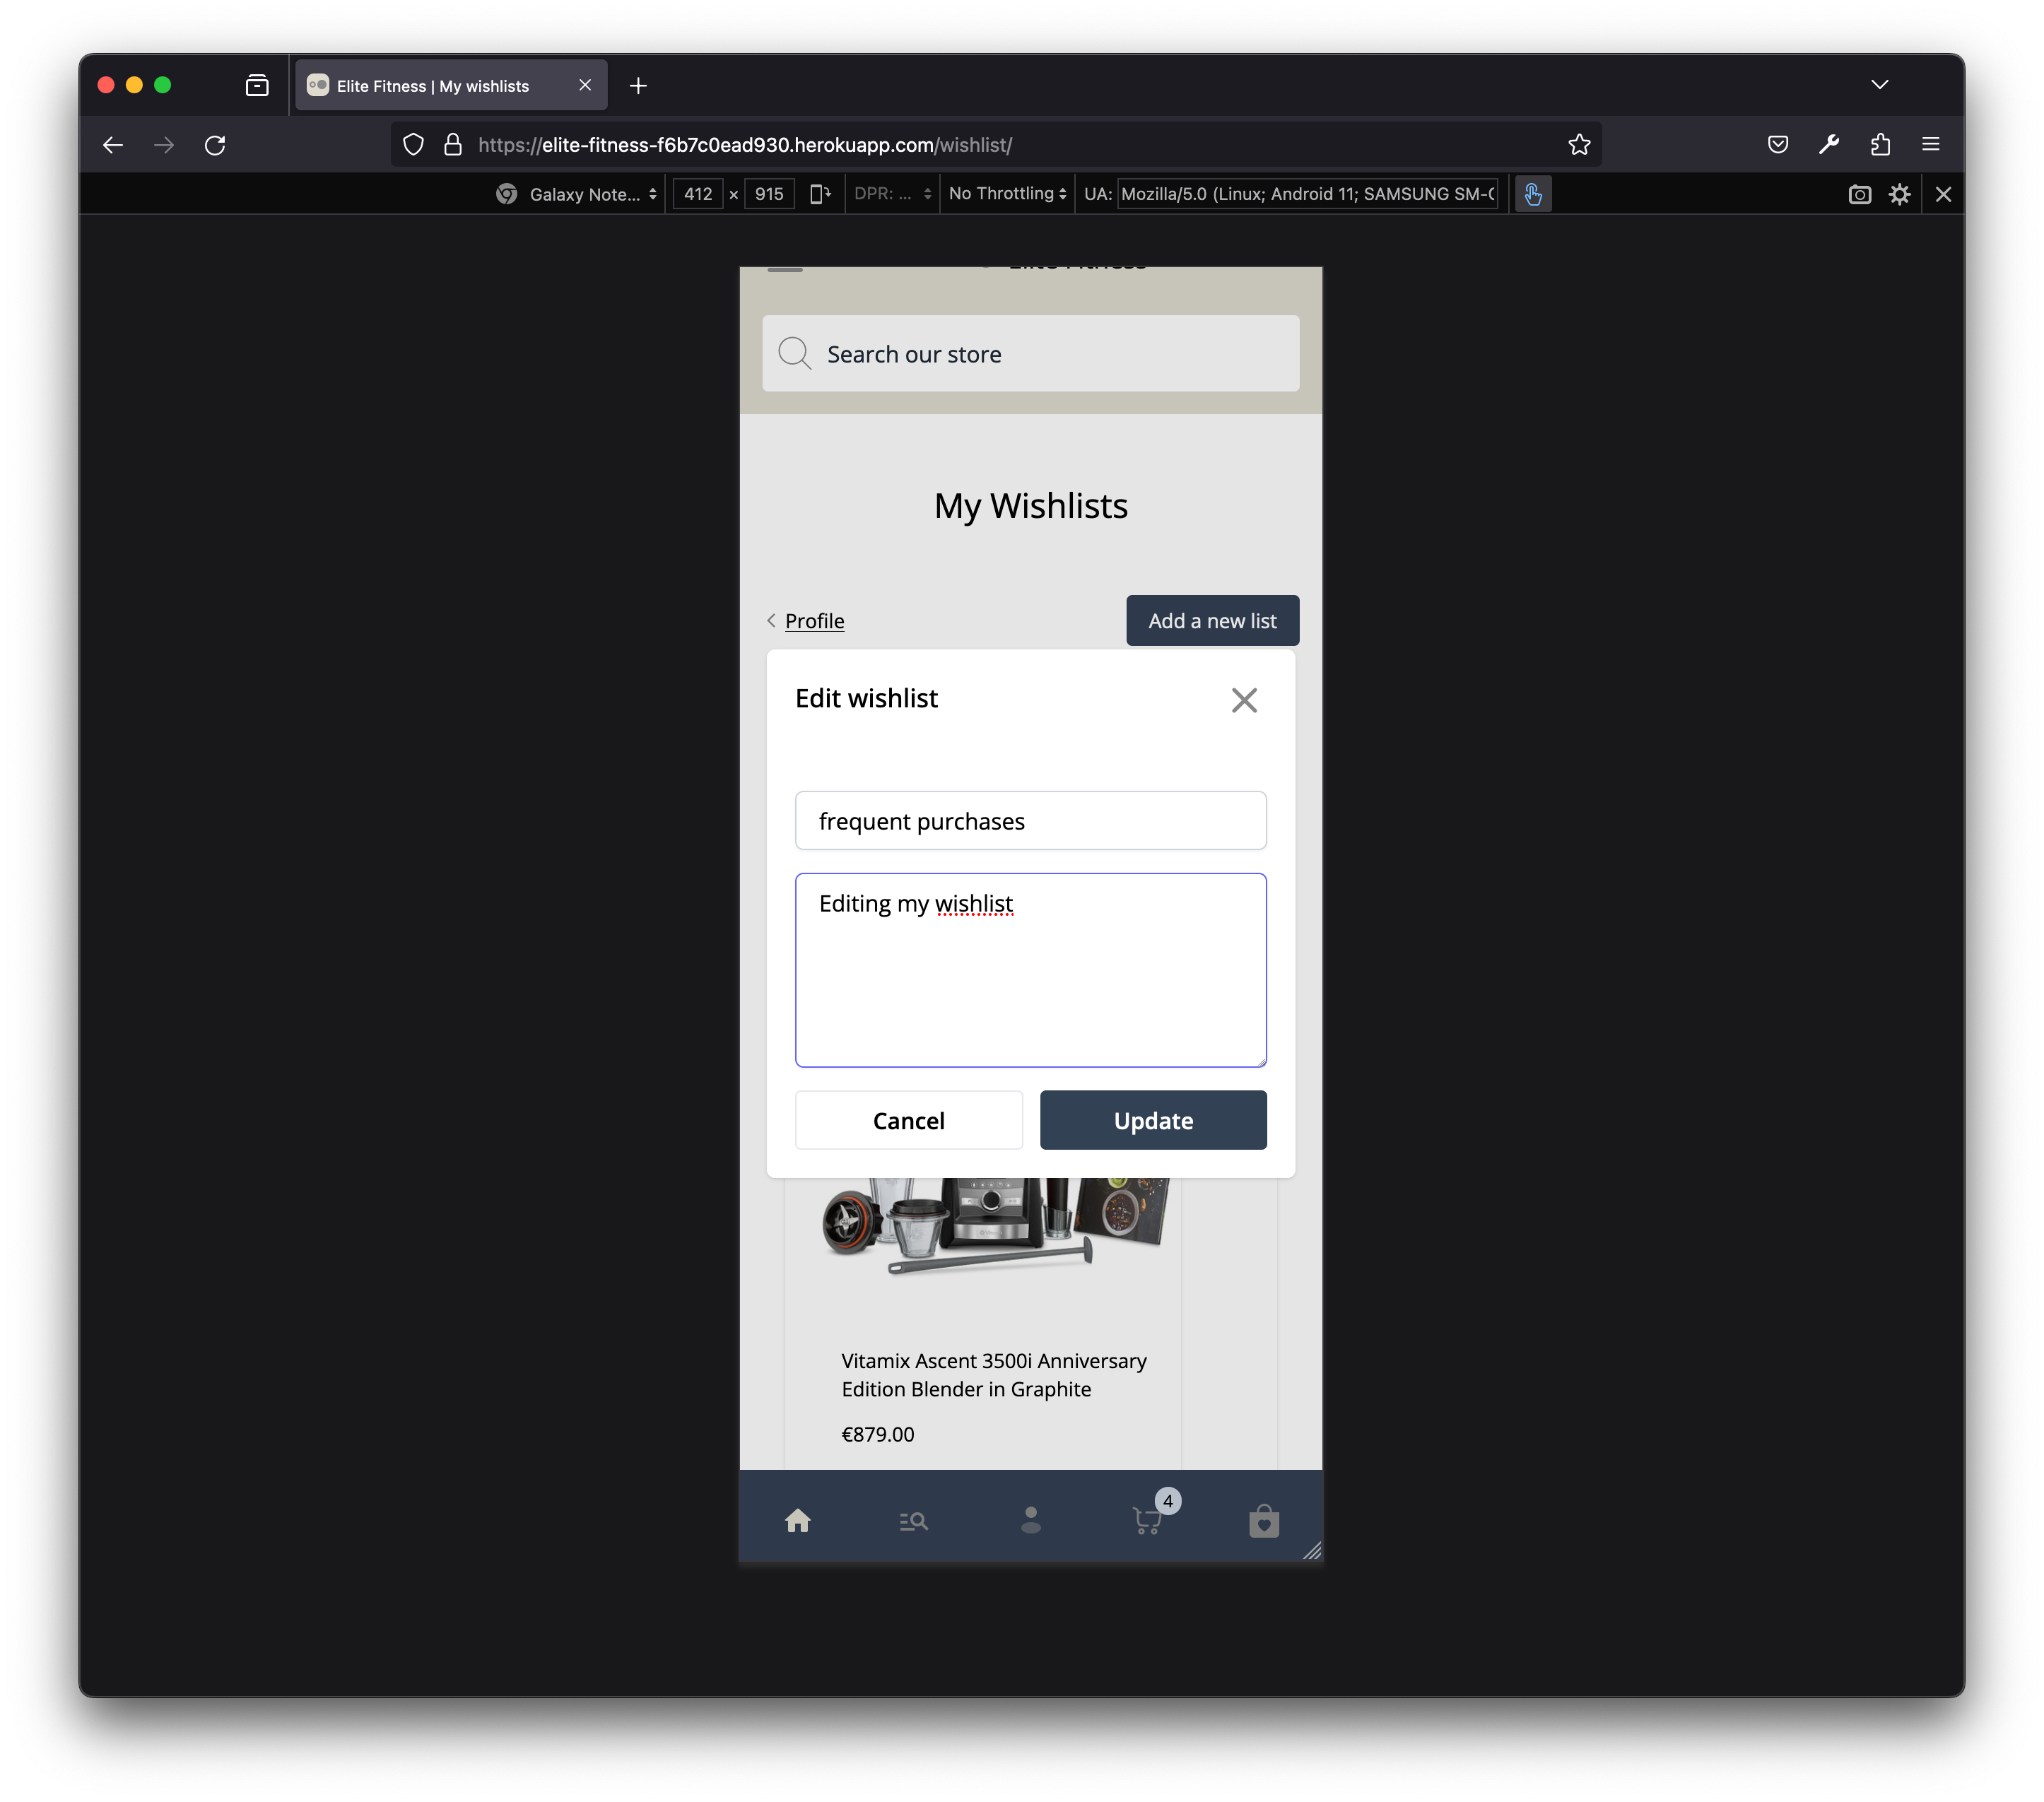 Elite Fitness | My wishlists
https://elite-fitness-f6b7c0ead930.herokuapp.com/wishlist/
Galaxy Note... 412 × 915 DPR: ... No Throttling UA: Mozilla/5.0 (Linux; Android 11; SAMSUNG SM-
Elite Fitness
Search our store
My Wishlists
Profile
Add a new list
Edit wishlist
frequent purchases
Editing my wishlist
Cancel
Update
Vitamix Ascent 3500i Anniversary
Edition Blender in Graphite
€879.00
4